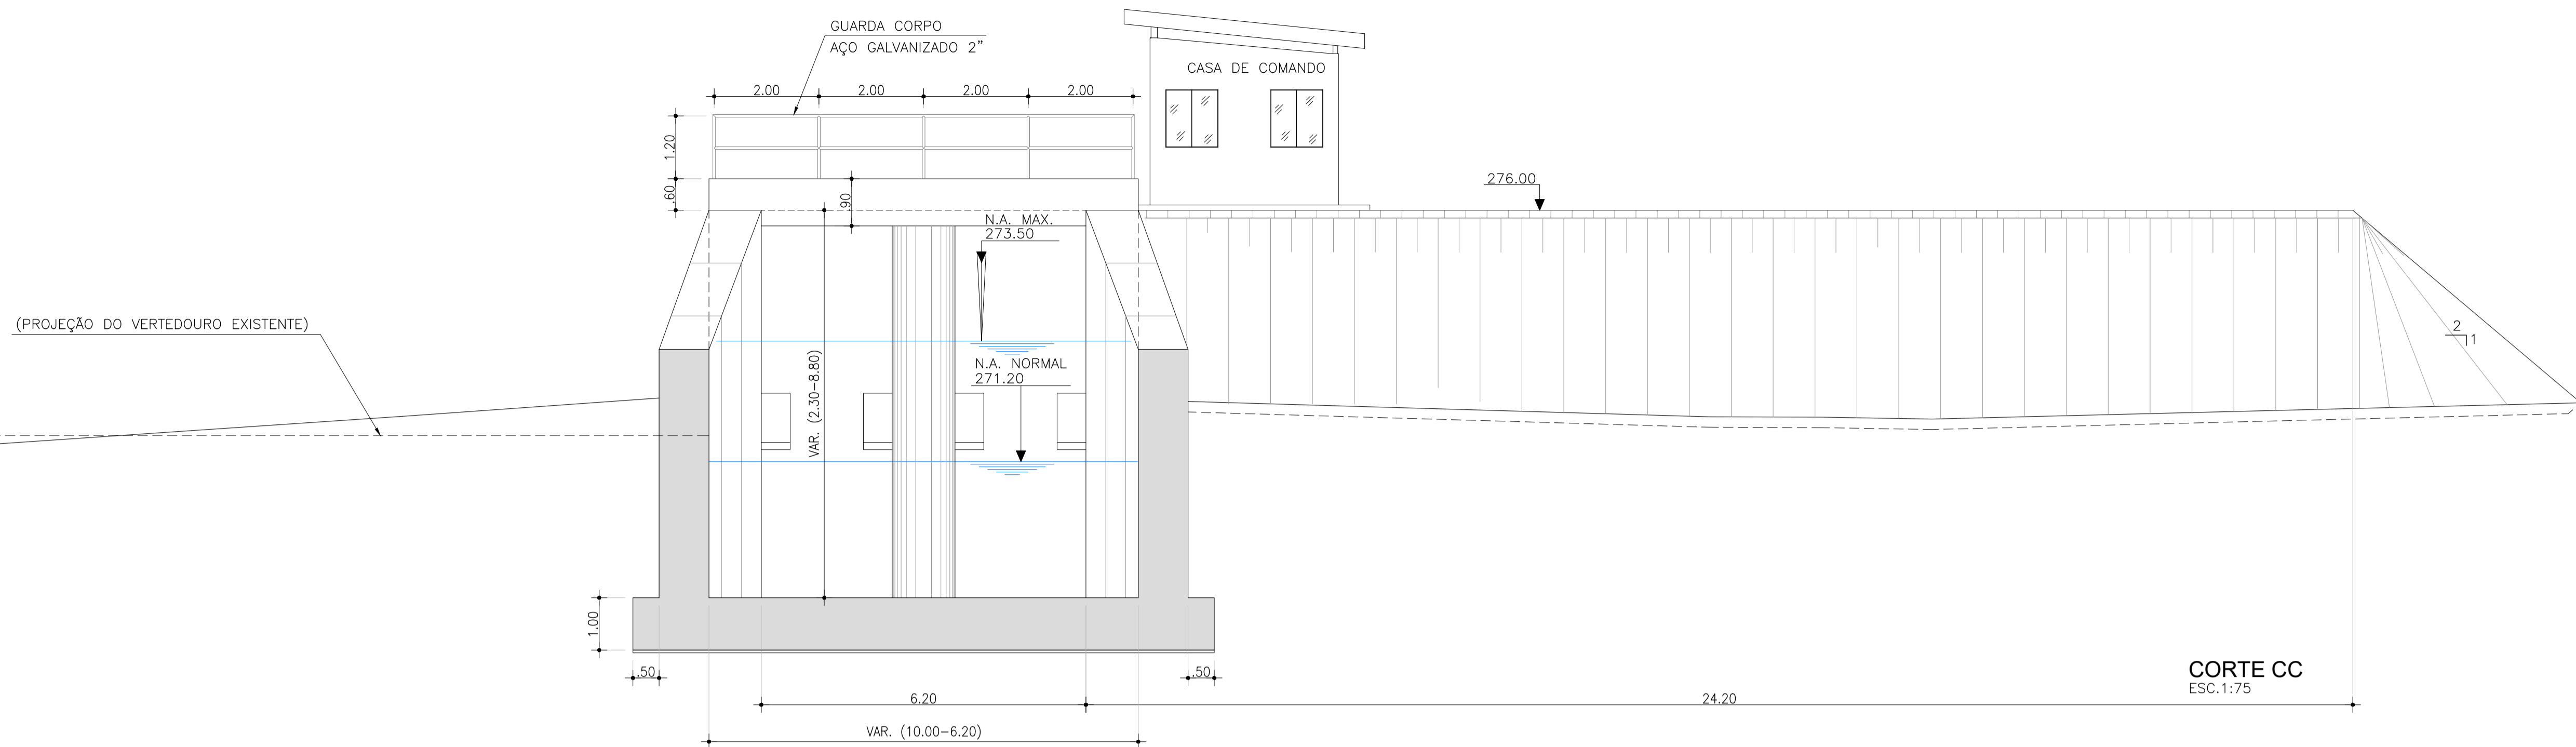 GUARDA CORPO
AÇO GALVANIZADO 2"
CASA DE COMANDO
2.00
2.00
2.00
2.00
1.20
.60
.90
276.00
N.A. MAX.
273.50
(PROJEÇÃO DO VERTEDOURO EXISTENTE)
2
1
VAR. (2.30-8.80)
N.A. NORMAL
271.20
1.00
.50
.50
6.20
24.20
VAR. (10.00-6.20)
CORTE CC
ESC.1:75